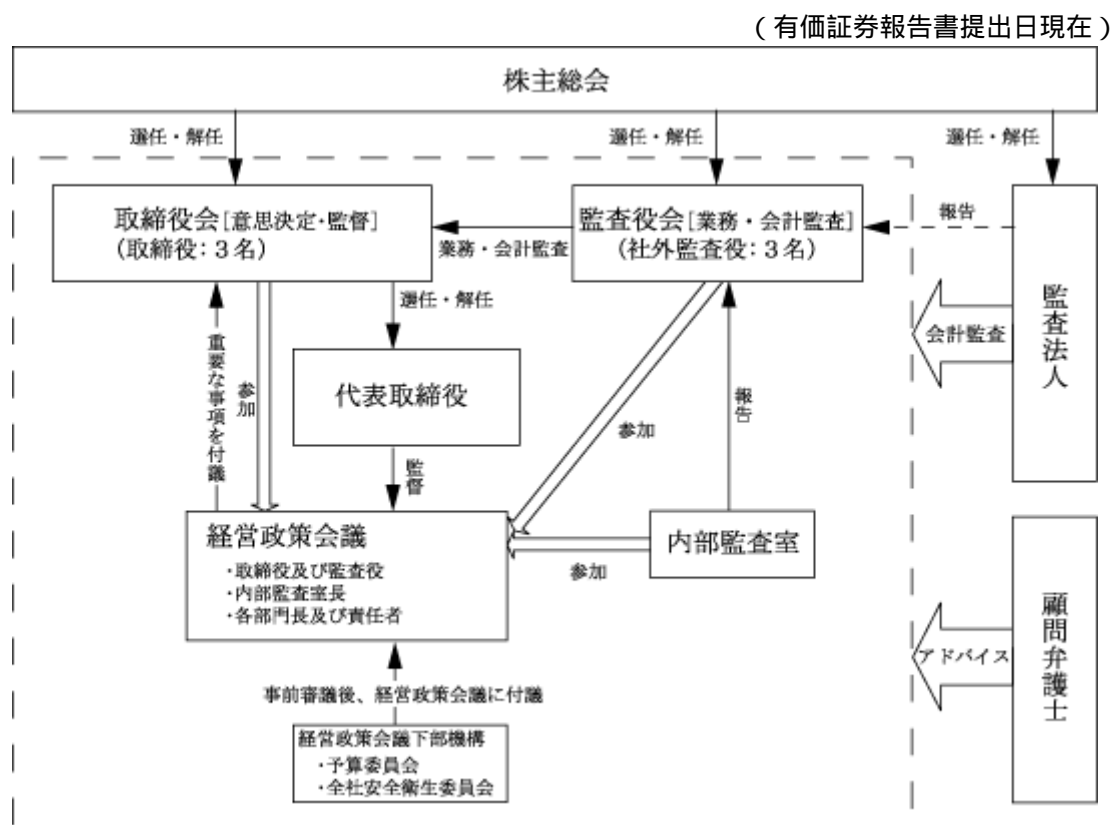 （有価証券報告書提出日現在）
株主総会
選任・解任
選任・解任
選任・解任
取締役会[意思決定・監督]
（取締役：３名）
業務・会計監査
監査役会[業務・会計監査]
（社外監査役：３名）
報告
監査法人
会計監査
選任・解任
重要な事項を付議
参加
代表取締役
監督
参加
報告
経営政策会議
・取締役及び監査役
・内部監査室長
・各部門長及び責任者
参加
内部監査室
顧問弁護士
アドバイス
事前審議後、経営政策会議に付議
経営政策会議下部機構
・予算委員会
・全社安全衛生委員会